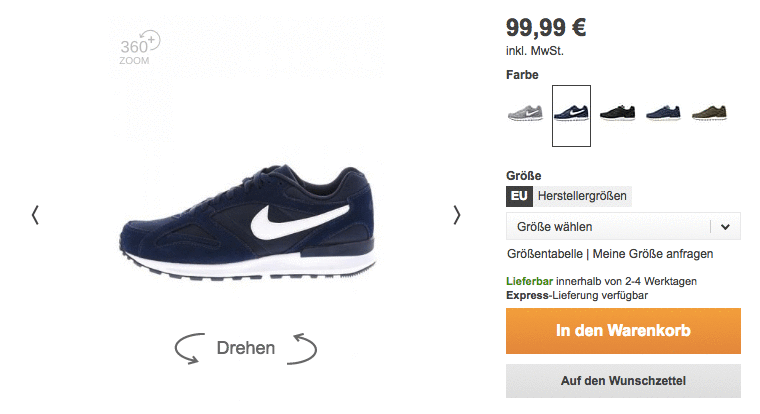 360
ZOOM
Drehen
99,99 €
inkl. MwSt.
Farbe
Größe
EU Herstellergrößen
Größe wählen
Größentabelle | Meine Größe anfragen
Lieferbar innerhalb von 2-4 Werktagen
Express-Lieferung verfügbar
In den Warenkorb
Auf den Wunschzettel